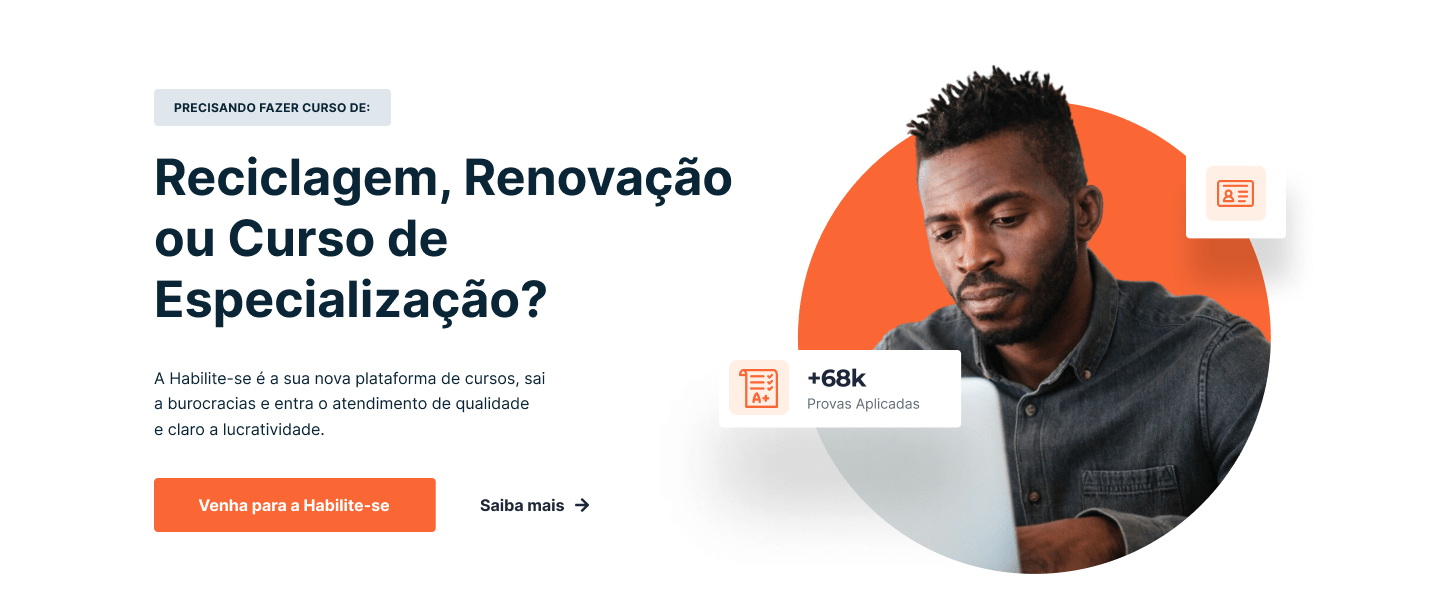 PRECISANDO FAZER CURSO DE:
Reciclagem, Renovação
ou Curso de
Especialização?
A Habilite-se é a sua nova plataforma de cursos, sai
a burocracias e entra o atendimento de qualidade
e claro a lucratividade.
Venha para a Habilite-se
Saiba mais →
A+
+68k
Provas Aplicadas